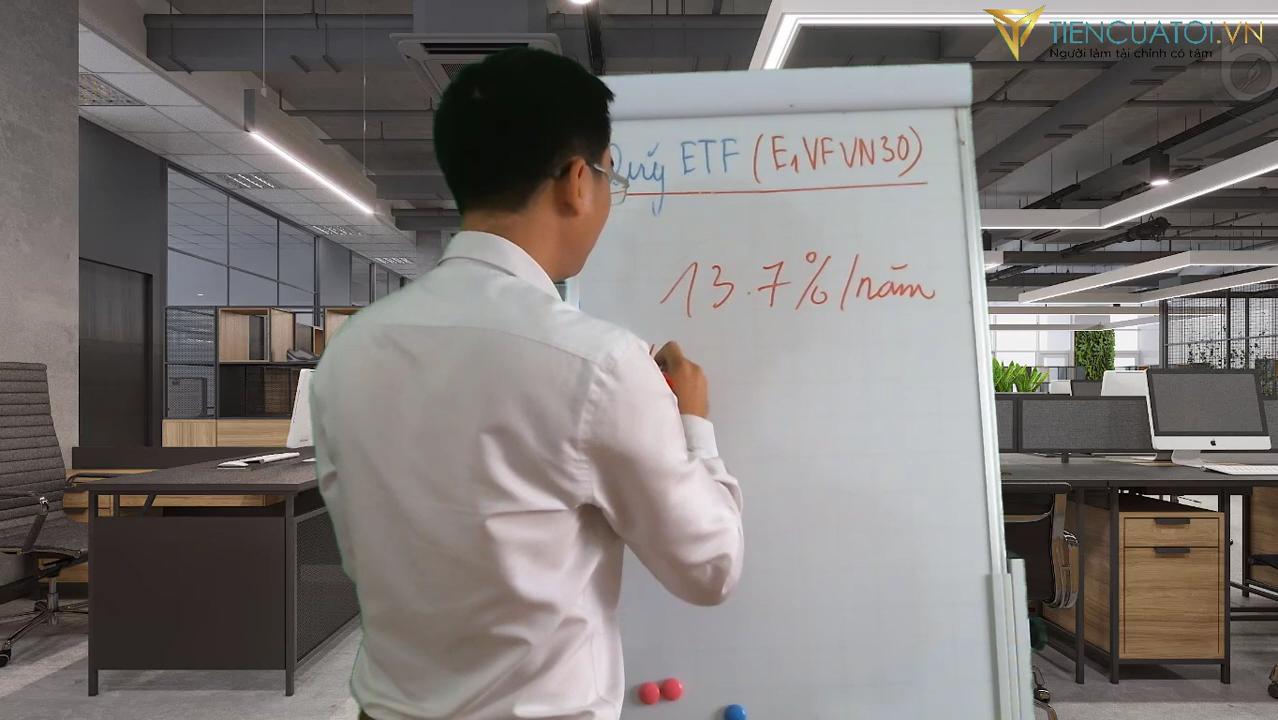 TIENCUATOI.VN
Người làm tài chính có tâm
Quỹ ETF (E1VFVN30)
13.7%/năm